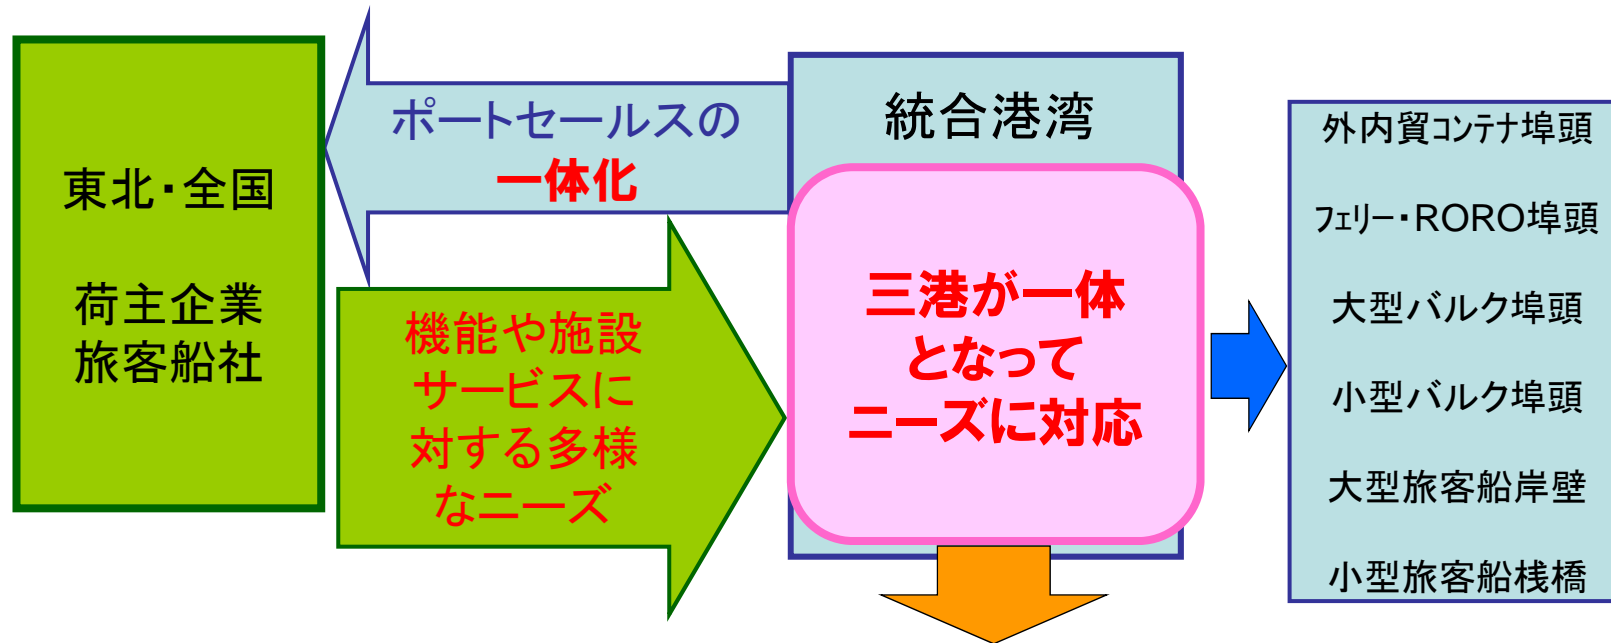 東北・全国
荷主企業
旅客船社
ポートセールスの
一体化
機能や施設
サービスに
対する多様
なニーズ
統合港湾
三港が一体
となって
ニーズに対応
外内貿コンテナ埠頭
フェリー・RORO埠頭
大型バルク埠頭
小型バルク埠頭
大型旅客船岸壁
小型旅客船桟橋